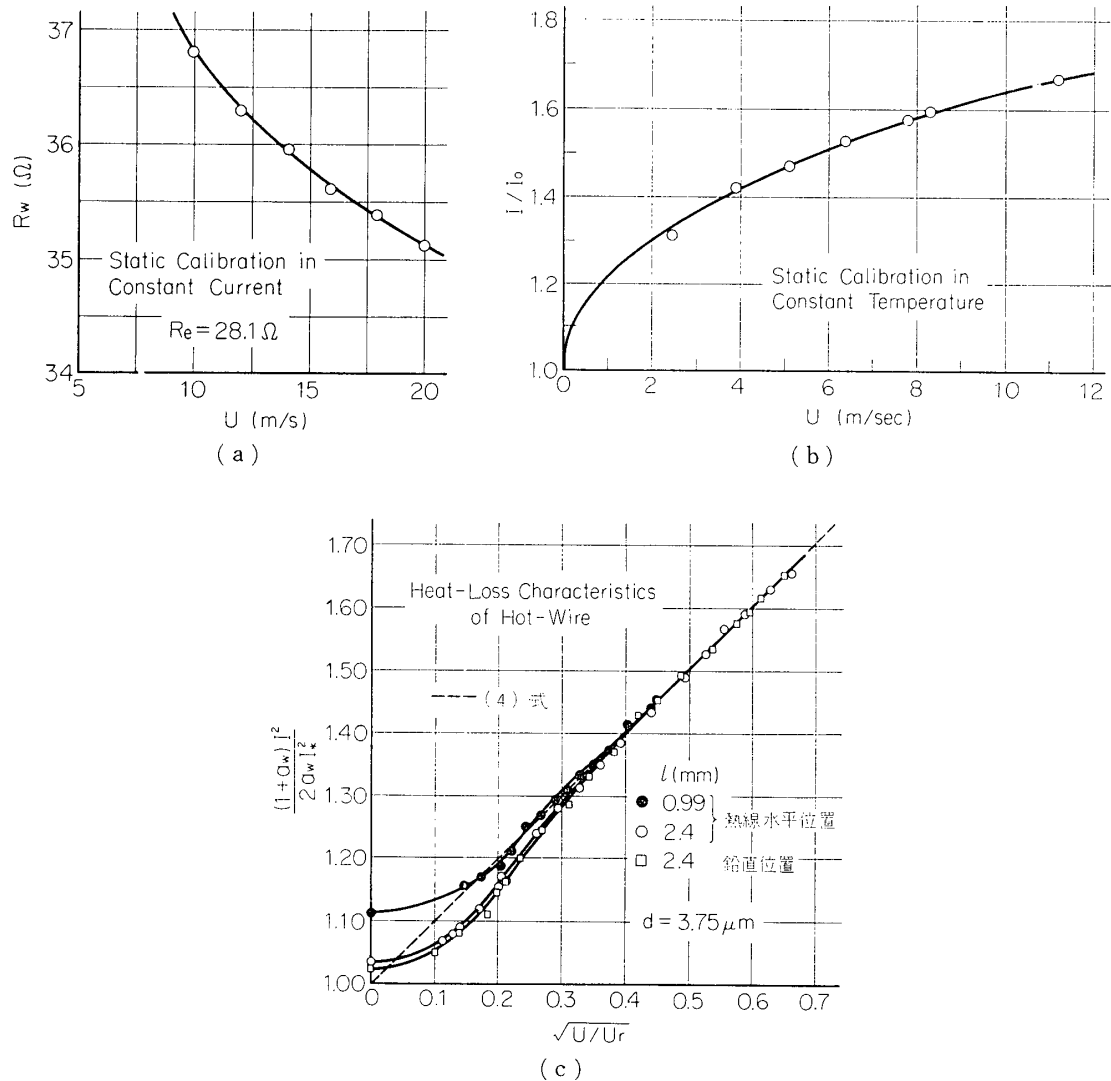 37
36
35
34
Rw (Ω)
Static Calibration in
Constant Current
Re=28.1Ω
5
10
15
20
U (m/s)
(a)
1.8
1.6
1.4
1.2
1.0
I/I₀
Static Calibration in
Constant Temperature
0
2
4
6
8
10
12
U (m/sec)
(b)
1.70
1.60
1.50
1.40
1.30
1.20
1.10
1.00
(1+aw)I²
2awI*²
Heat-Loss Characteristics
of Hot-Wire
(4)式
l(mm)
0.99
2.4
熱線水平位置
2.4 鉛直位置
d=3.75μm
0
0.1
0.2
0.3
0.4
0.5
0.6
0.7
√U/Ur
(c)